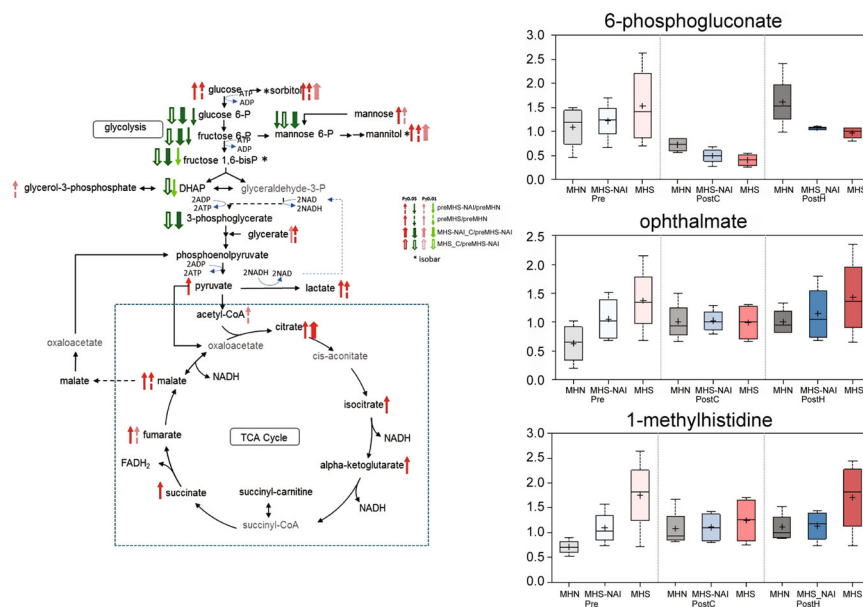 glucose
* sorbitol
ATP
ADP
glucose 6-P
mannose
glycolysis
fructose 6-P
mannose 6-P
mannitol *
ATP
ADP
fructose 1,6-bisP *
glycerol-3-phosphate
DHAP
glyceraldehyde-3-P
2ADP
2ATP
2NAD
2NADH
3-phosphoglycerate
glycerate
phosphoenolpyruvate
2ADP
2ATP
2NADH
2NAD
pyruvate
lactate
acetyl-CoA
citrate
oxaloacetate
oxaloacetate
cis-aconitate
malate
malate
NADH
isocitrate
fumarate
TCA Cycle
NADH
FADH2
alpha-ketoglutarate
succinate
succinyl-carnitine
NADH
succinyl-CoA
preMHS-NAI/preMHN
preMHS/preMHN
MHS-NAI_C/preMHS-NAI
MHS_C/preMHS-NAI
* isobar
6-phosphogluconate
3.0
2.5
2.0
1.5
1.0
0.5
0.0
MHN MHS-NAI MHS MHN MHS-NAI MHS MHN MHS_NAI MHS
Pre PostC PostH
ophthalmate
2.5
2.0
1.5
1.0
0.5
0.0
MHN MHS-NAI MHS MHN MHS-NAI MHS MHN MHS-NAI MHS
Pre PostC PostH
1-methylhistidine
3.0
2.5
2.0
1.5
1.0
0.5
0.0
MHN MHS-NAI MHS MHN MHS-NAI MHS MHN MHS_NAI MHS
Pre PostC PostH